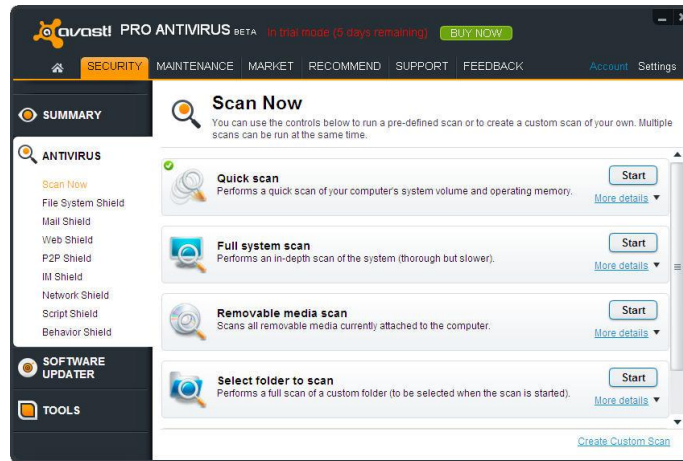 avast! PRO ANTIVIRUS BETA In trial mode (5 days remaining) BUY NOW
SECURITY MAINTENANCE MARKET RECOMMEND SUPPORT FEEDBACK Account Settings
SUMMARY
ANTIVIRUS
Scan Now
File System Shield
Mail Shield
Web Shield
P2P Shield
IM Shield
Network Shield
Script Shield
Behavior Shield
SOFTWARE
UPDATER
TOOLS
Scan Now
You can use the controls below to run a pre-defined scan or to create a custom scan of your own. Multiple
scans can be run at the same time.
Quick scan
Performs a quick scan of your computer's system volume and operating memory.
Start
More details
Full system scan
Performs an in-depth scan of the system (thorough but slower).
Start
More details
Removable media scan
Scans all removable media currently attached to the computer.
Start
More details
Select folder to scan
Performs a full scan of a custom folder (to be selected when the scan is started).
Start
More details
Create Custom Scan